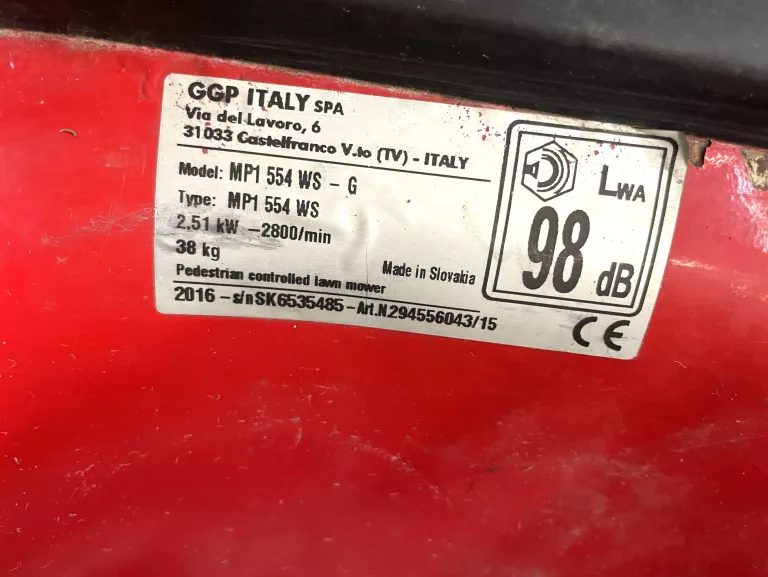 GGP ITALY SPA
Via del Lavoro, 6
31033 Castelfranco V.to (TV) - ITALY
Model: MP1 554 WS - G
Type: MP1 554 WS
2,51 kW -2800/min
38 kg
Made in Slovakia
Pedestrian controlled lawn mower
2016 - s/nSK6535485 - Art.N.294556043/15
LWA
98 dB
CE